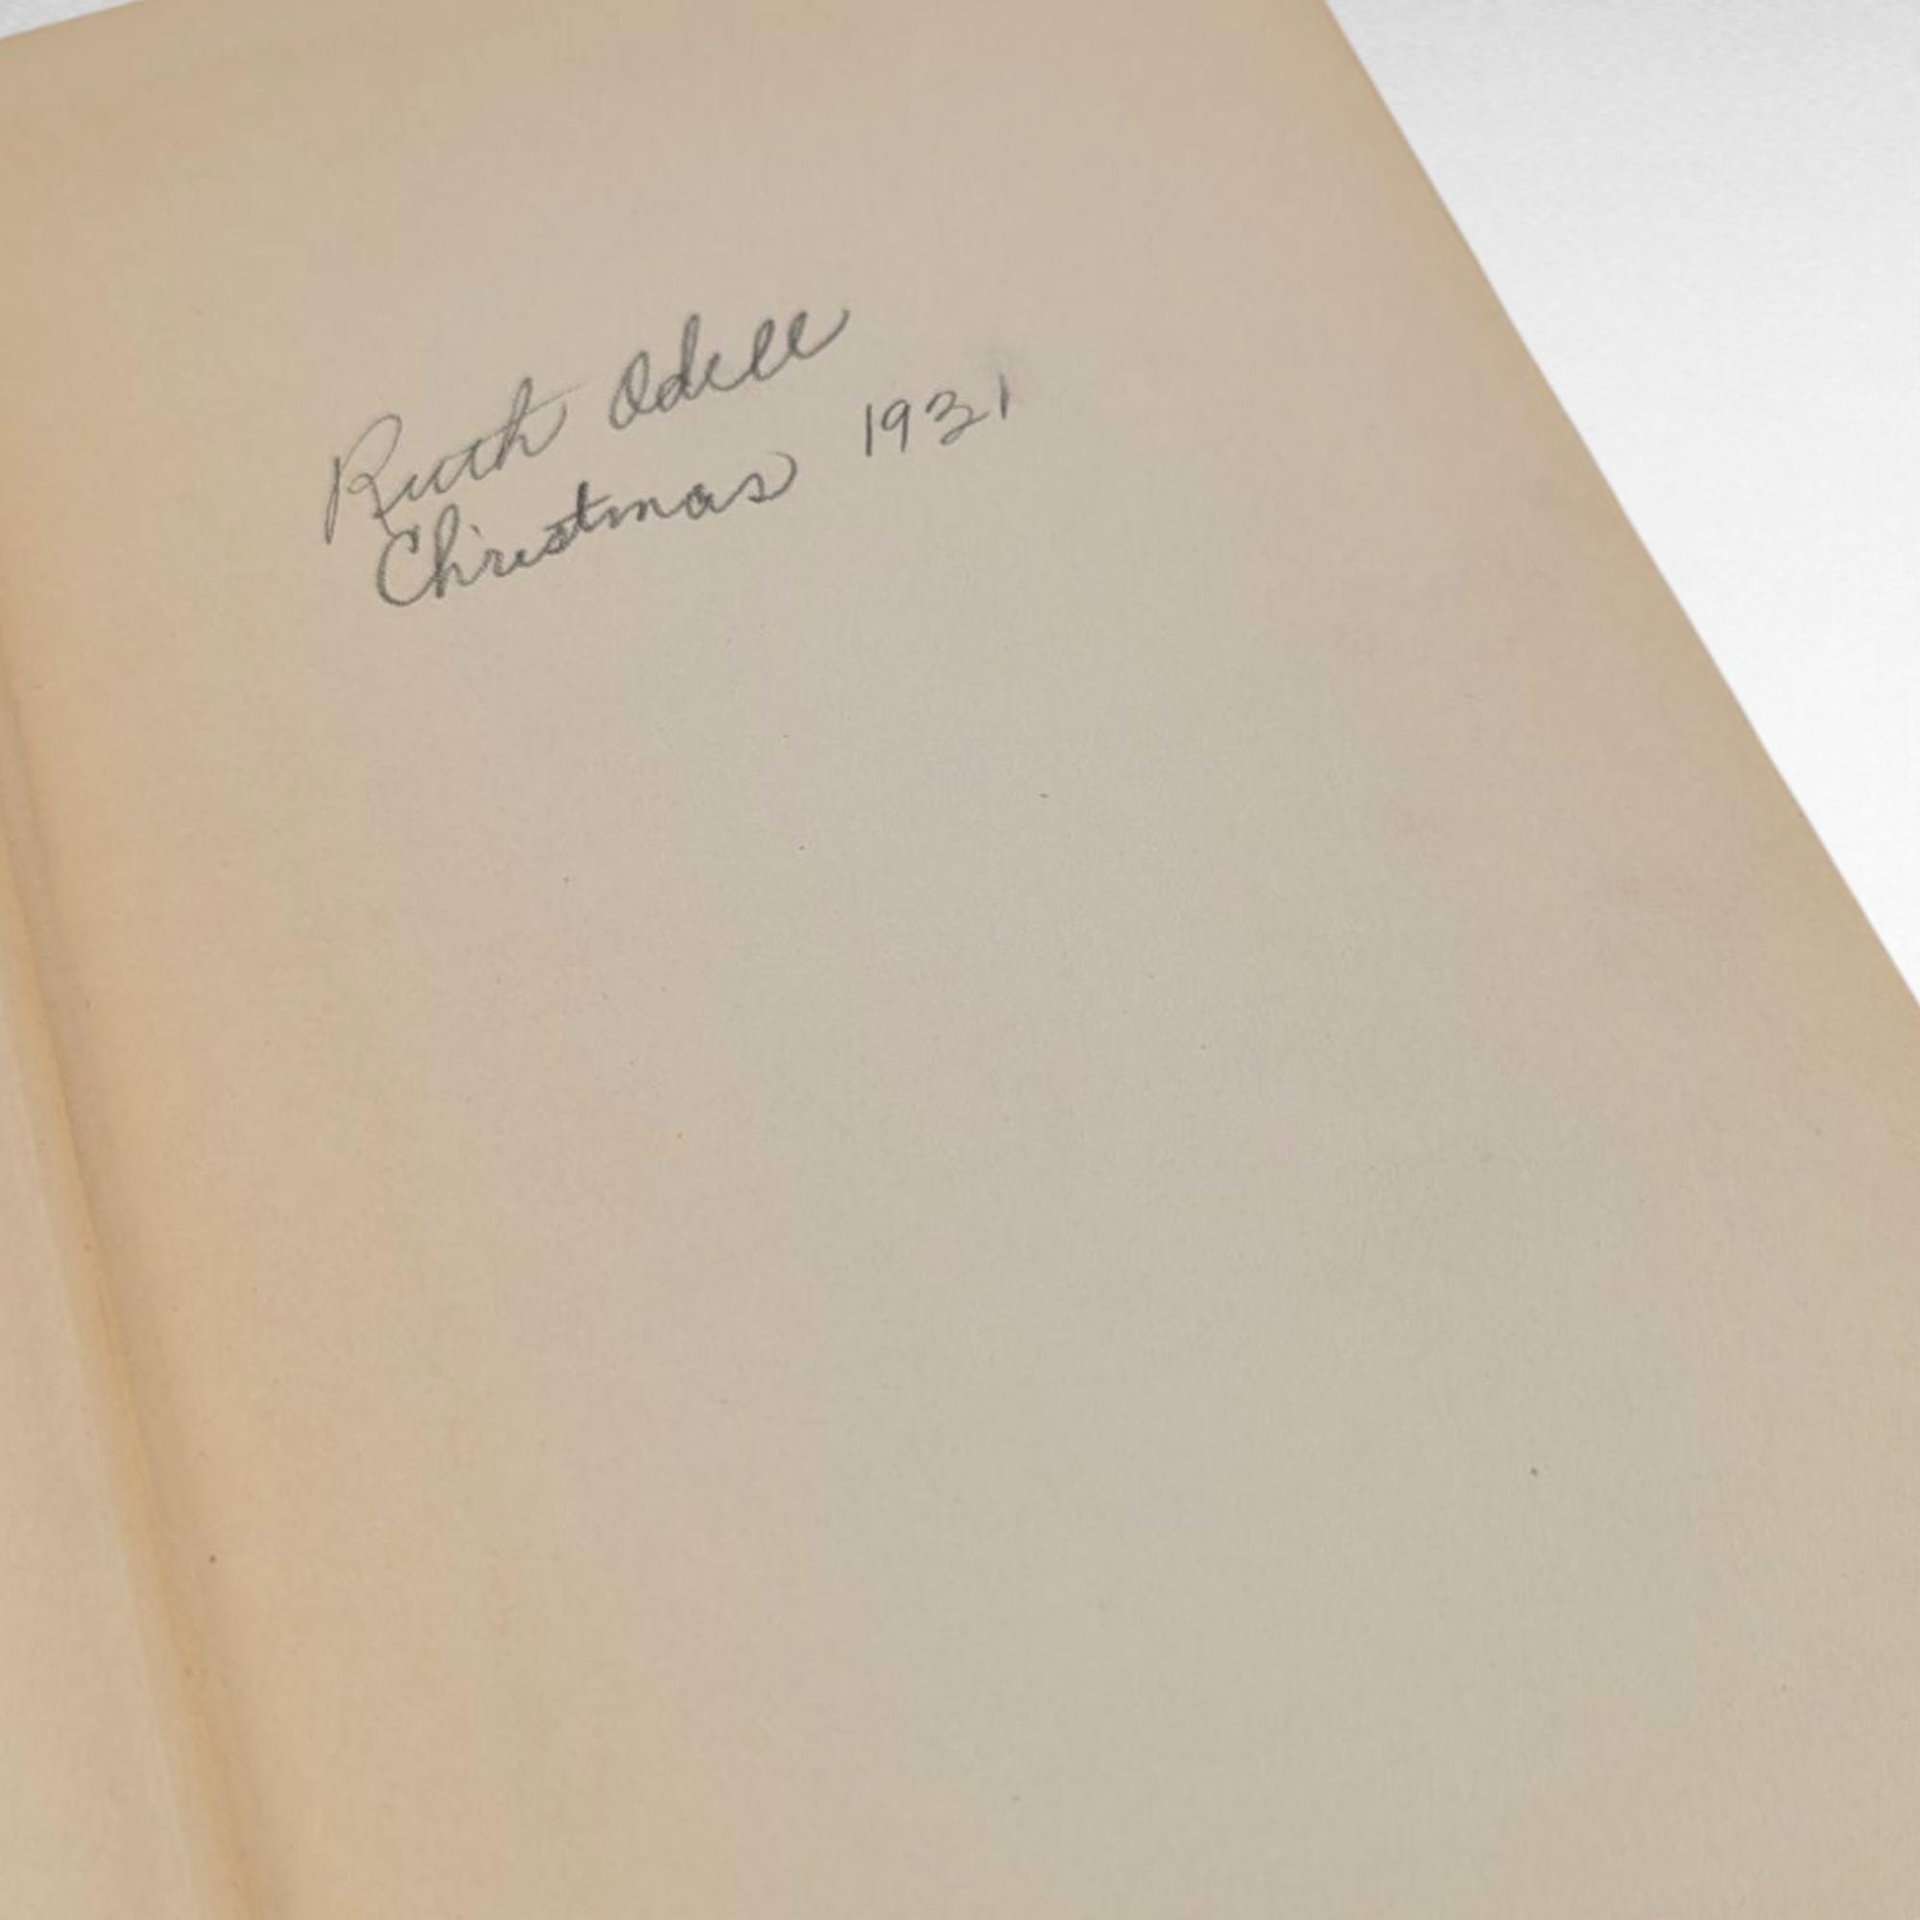 Ruth Odell
Christmas 1931